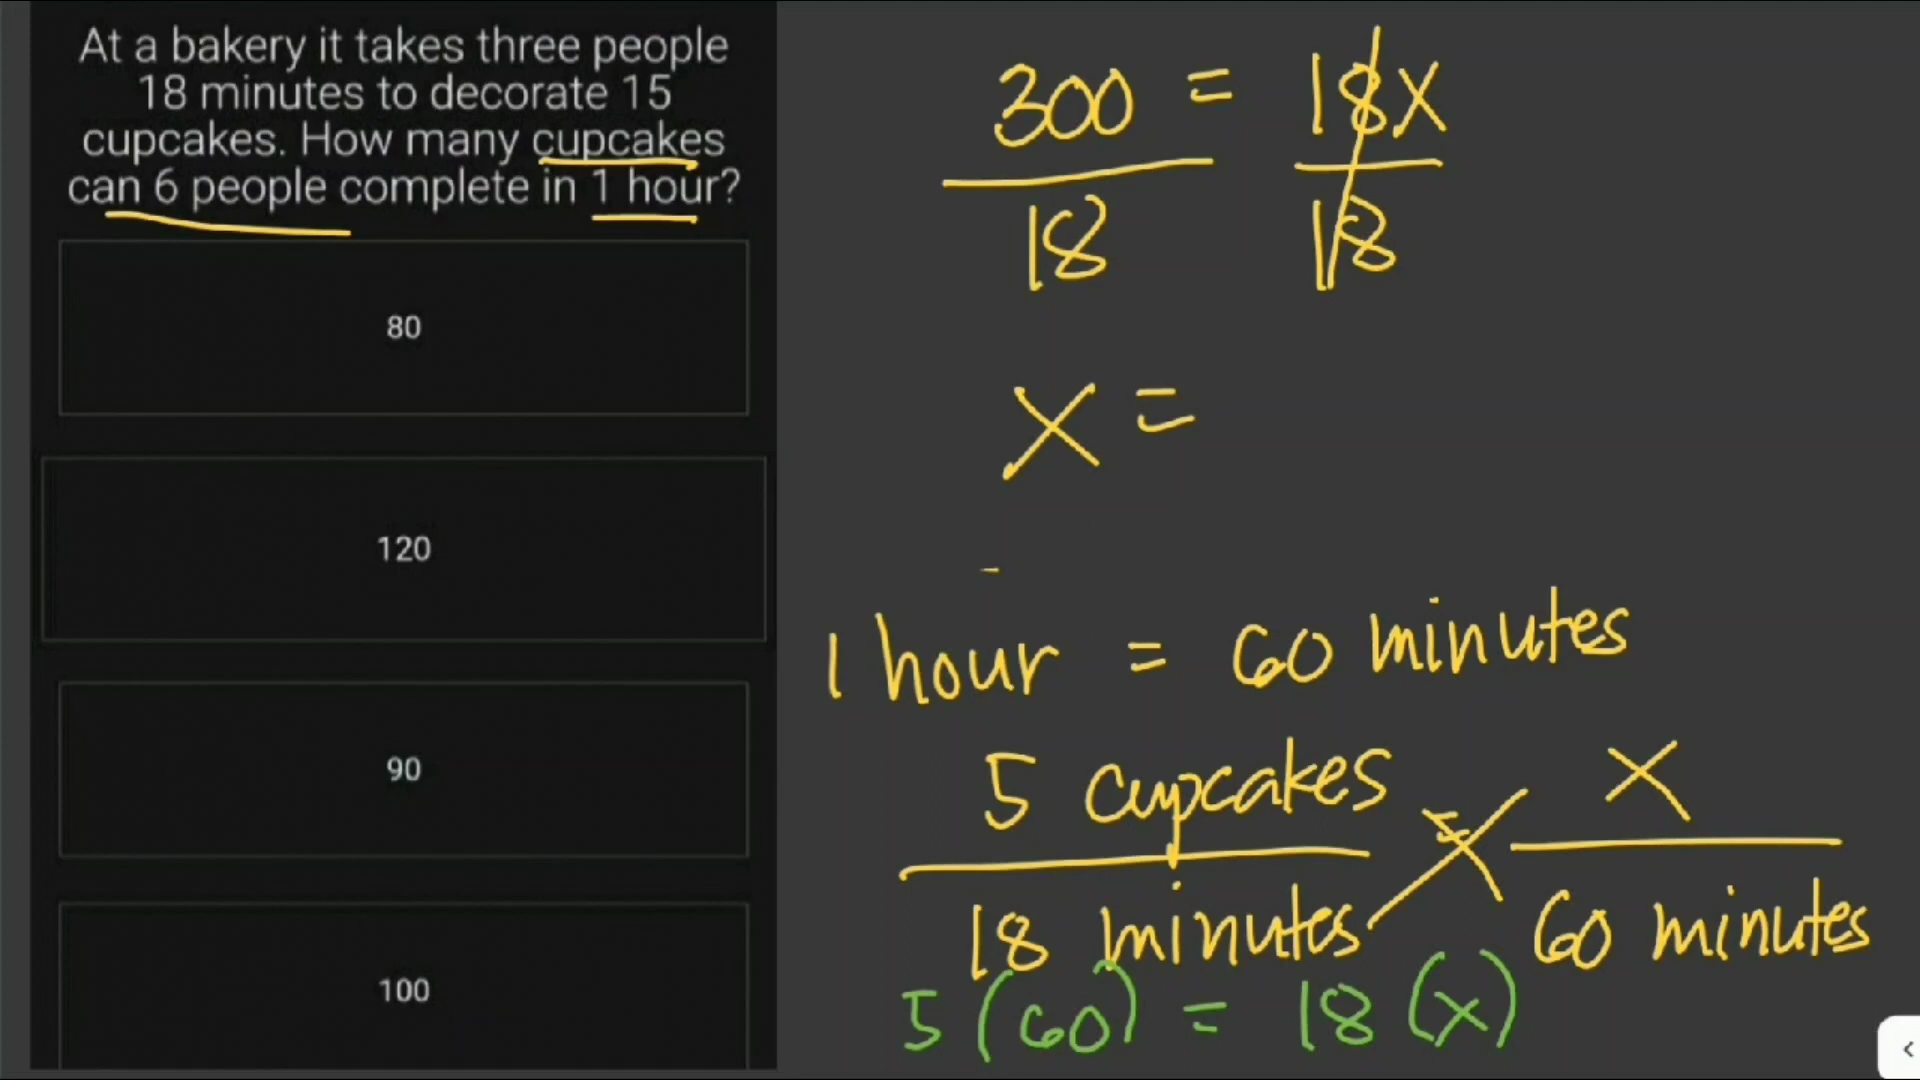 At a bakery it takes three people
18 minutes to decorate 15
cupcakes. How many cupcakes
can 6 people complete in 1 hour?
80
120
90
100
300 = 18x
18 18
x =
1 hour = 60 minutes
5 cupcakes = x
18 minutes 60 minutes
5 (60) = 18 (x)
<